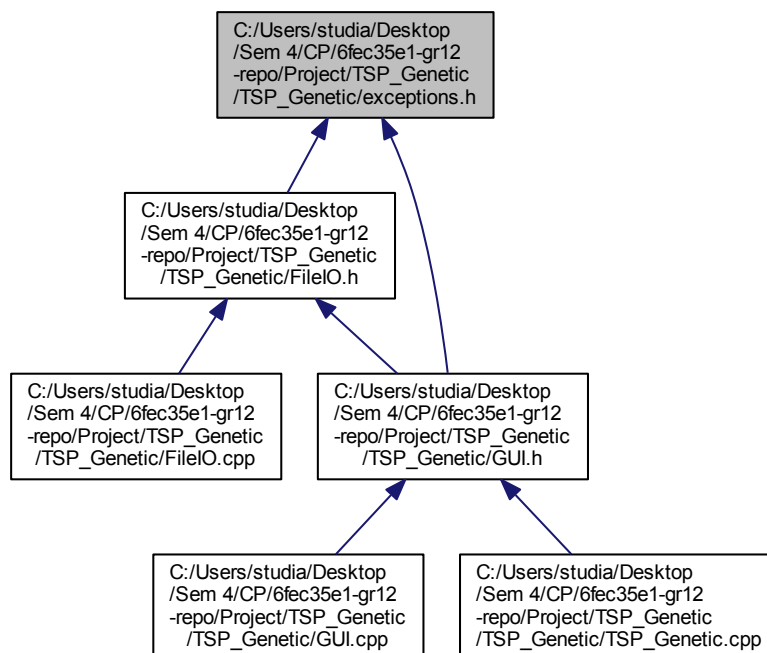 C:/Users/studia/Desktop
/Sem 4/CP/6fec35e1-gr12
-repo/Project/TSP_Genetic
/TSP_Genetic/exceptions.h
C:/Users/studia/Desktop
/Sem 4/CP/6fec35e1-gr12
-repo/Project/TSP_Genetic
/TSP_Genetic/FileIO.h
C:/Users/studia/Desktop
/Sem 4/CP/6fec35e1-gr12
-repo/Project/TSP_Genetic
/TSP_Genetic/FileIO.cpp
C:/Users/studia/Desktop
/Sem 4/CP/6fec35e1-gr12
-repo/Project/TSP_Genetic
/TSP_Genetic/GUI.h
C:/Users/studia/Desktop
/Sem 4/CP/6fec35e1-gr12
-repo/Project/TSP_Genetic
/TSP_Genetic/GUI.cpp
C:/Users/studia/Desktop
/Sem 4/CP/6fec35e1-gr12
-repo/Project/TSP_Genetic
/TSP_Genetic/TSP_Genetic.cpp